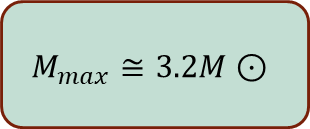 M_max ≅ 3.2M ⊙